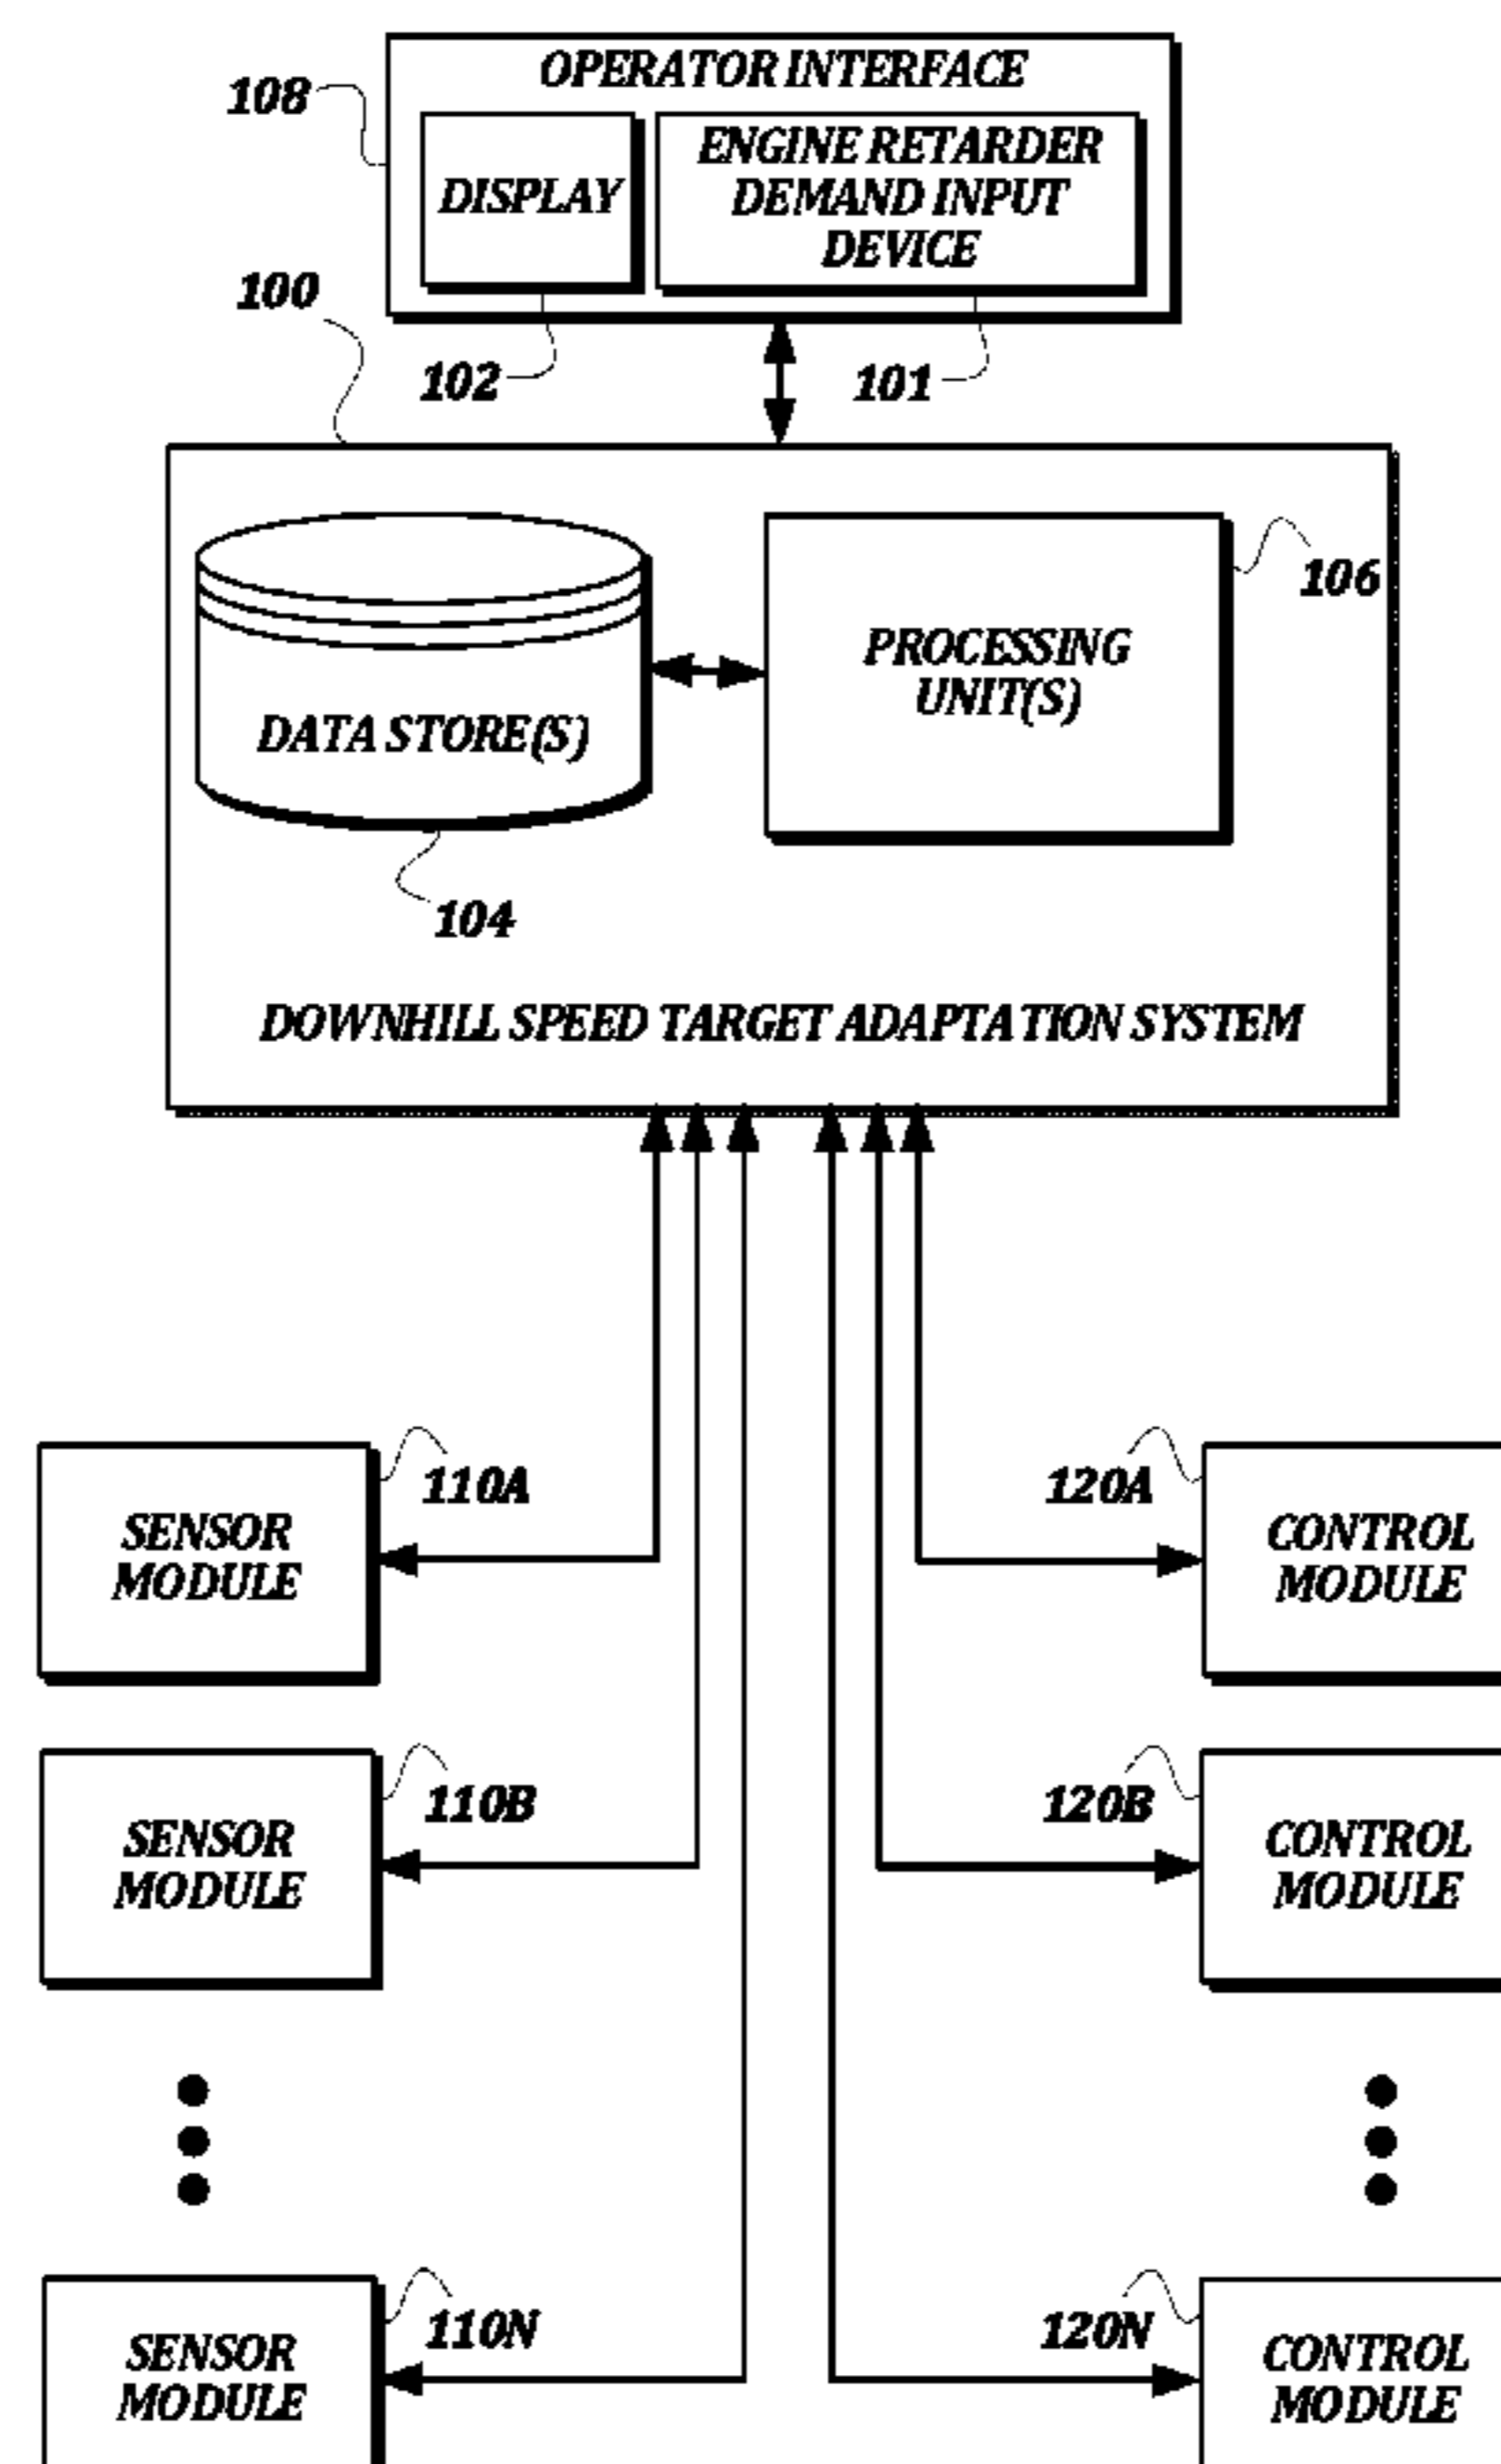 OPERATOR INTERFACE
108
DISPLAY
ENGINE RETARDER
DEMAND INPUT
DEVICE
100
102
101
106
PROCESSING
UNIT(S)
DATA STORE(S)
104
DOWNHILL SPEED TARGET ADAPTATION SYSTEM
110A
120A
SENSOR
MODULE
CONTROL
MODULE
110B
120B
SENSOR
MODULE
CONTROL
MODULE
110N
120N
SENSOR
MODULE
CONTROL
MODULE